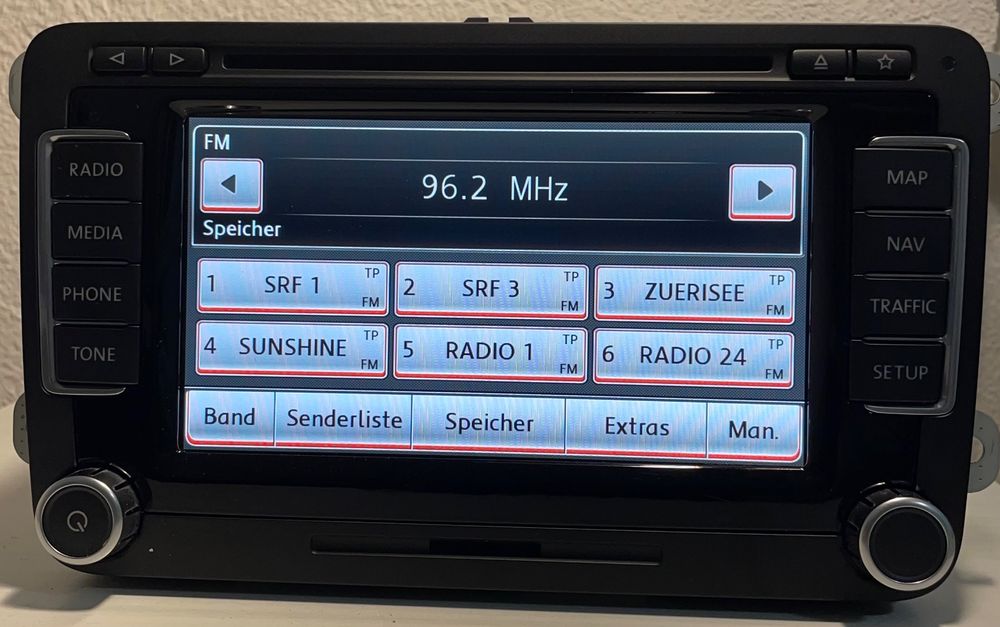 RADIO
MEDIA
PHONE
TONE
FM
96.2 MHz
Speicher
1 SRF 1 TP FM
2 SRF 3 TP FM
3 ZUERISEE TP FM
4 SUNSHINE TP FM
5 RADIO 1 TP FM
6 RADIO 24 TP FM
Band Senderliste Speicher Extras Man.
MAP
NAV
TRAFFIC
SETUP